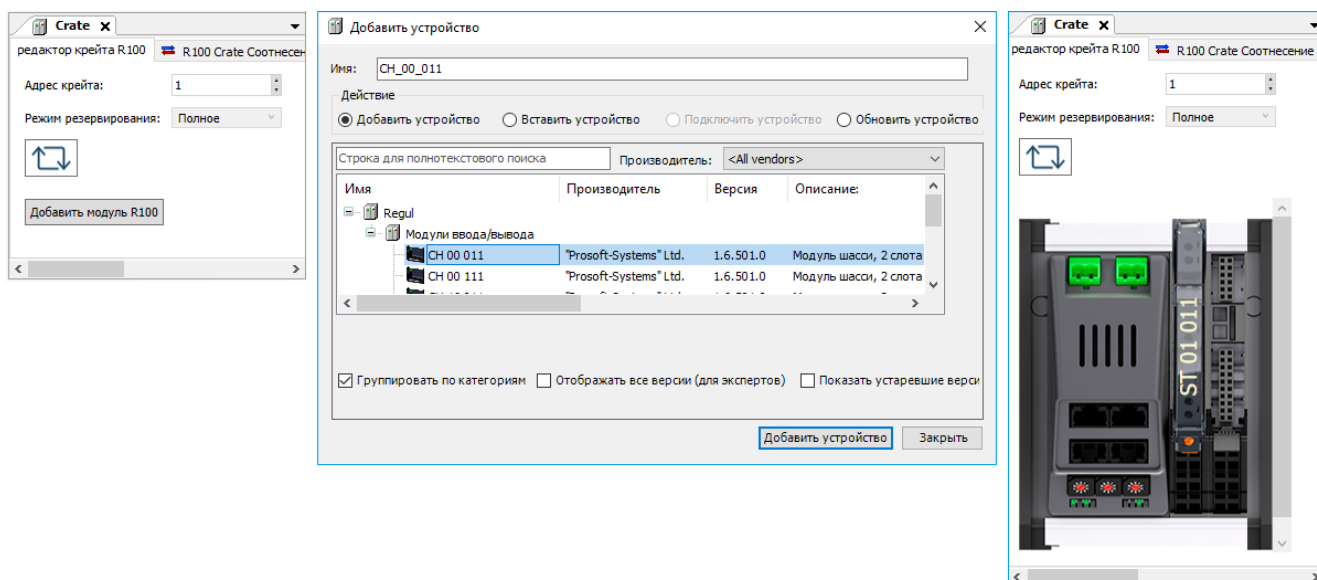 Crate
редактор крейта R100
R100 Crate Соотнесен
Адрес крейта:
1
Режим резервирования:
Полное
Добавить модуль R100
Добавить устройство
Имя:
CH_00_011
Действие
Добавить устройство
Вставить устройство
Подключить устройство
Обновить устройство
Строка для полнотекстового поиска
Производитель:
<All vendors>
Имя
Производитель
Версия
Описание:
Regul
Модули ввода/вывода
CH 00 011
"Prosoft-Systems" Ltd.
1.6.501.0
Модуль шасси, 2 слота
CH 00 111
"Prosoft-Systems" Ltd.
1.6.501.0
Модуль шасси, 2 слота
Группировать по категориям
Отображать все версии (для экспертов)
Показать устаревшие верси
Добавить устройство
Закрыть
Crate
редактор крейта R100
R100 Crate Соотнесение
Адрес крейта:
1
Режим резервирования:
Полное
ST 01 011